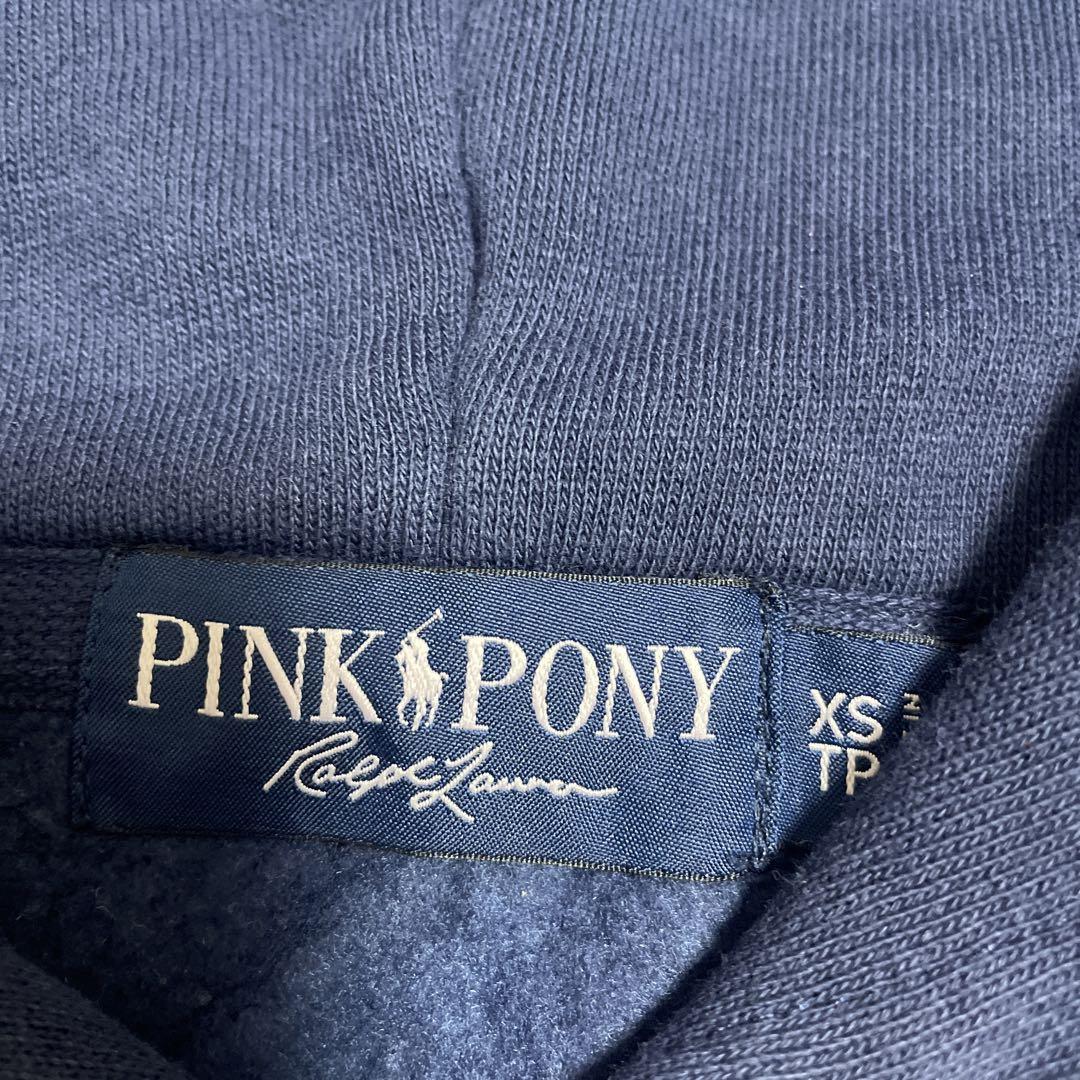 PINK PONY
Ralph Lauren
XS
TP